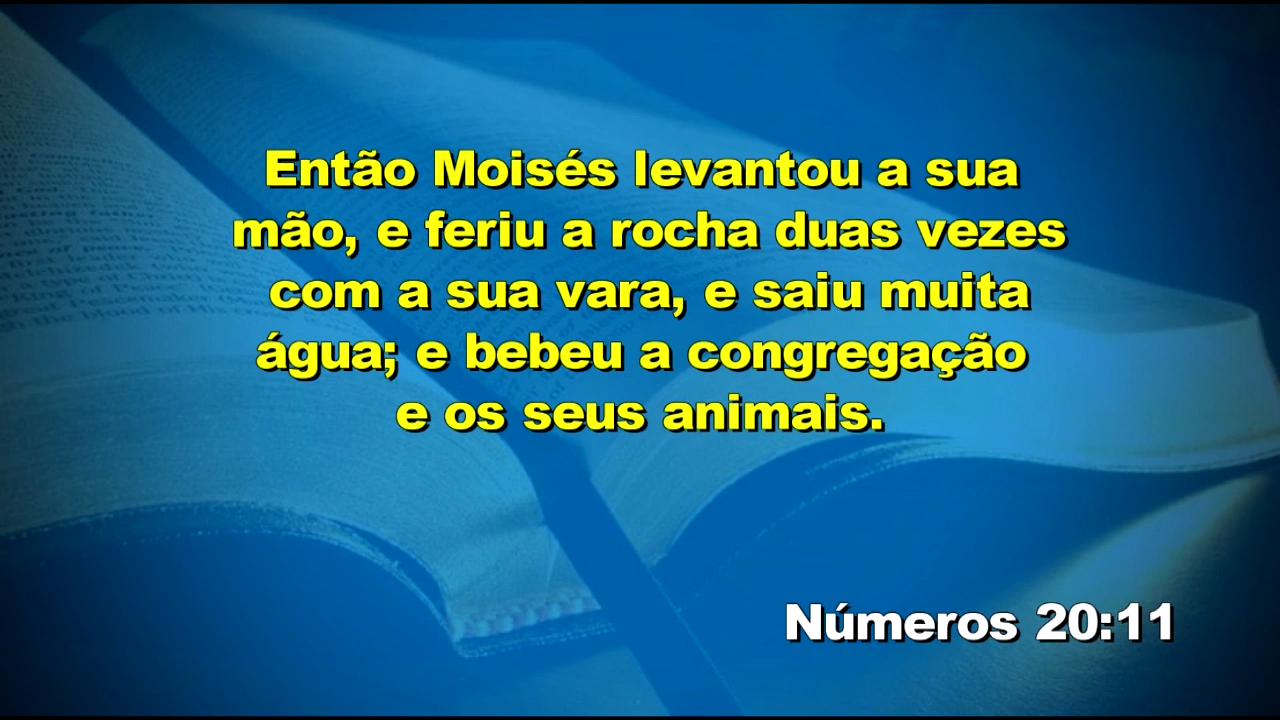 Então Moisés levantou a sua
mão, e feriu a rocha duas vezes
com a sua vara, e saiu muita
água; e bebeu a congregação
e os seus animais.
Números 20:11